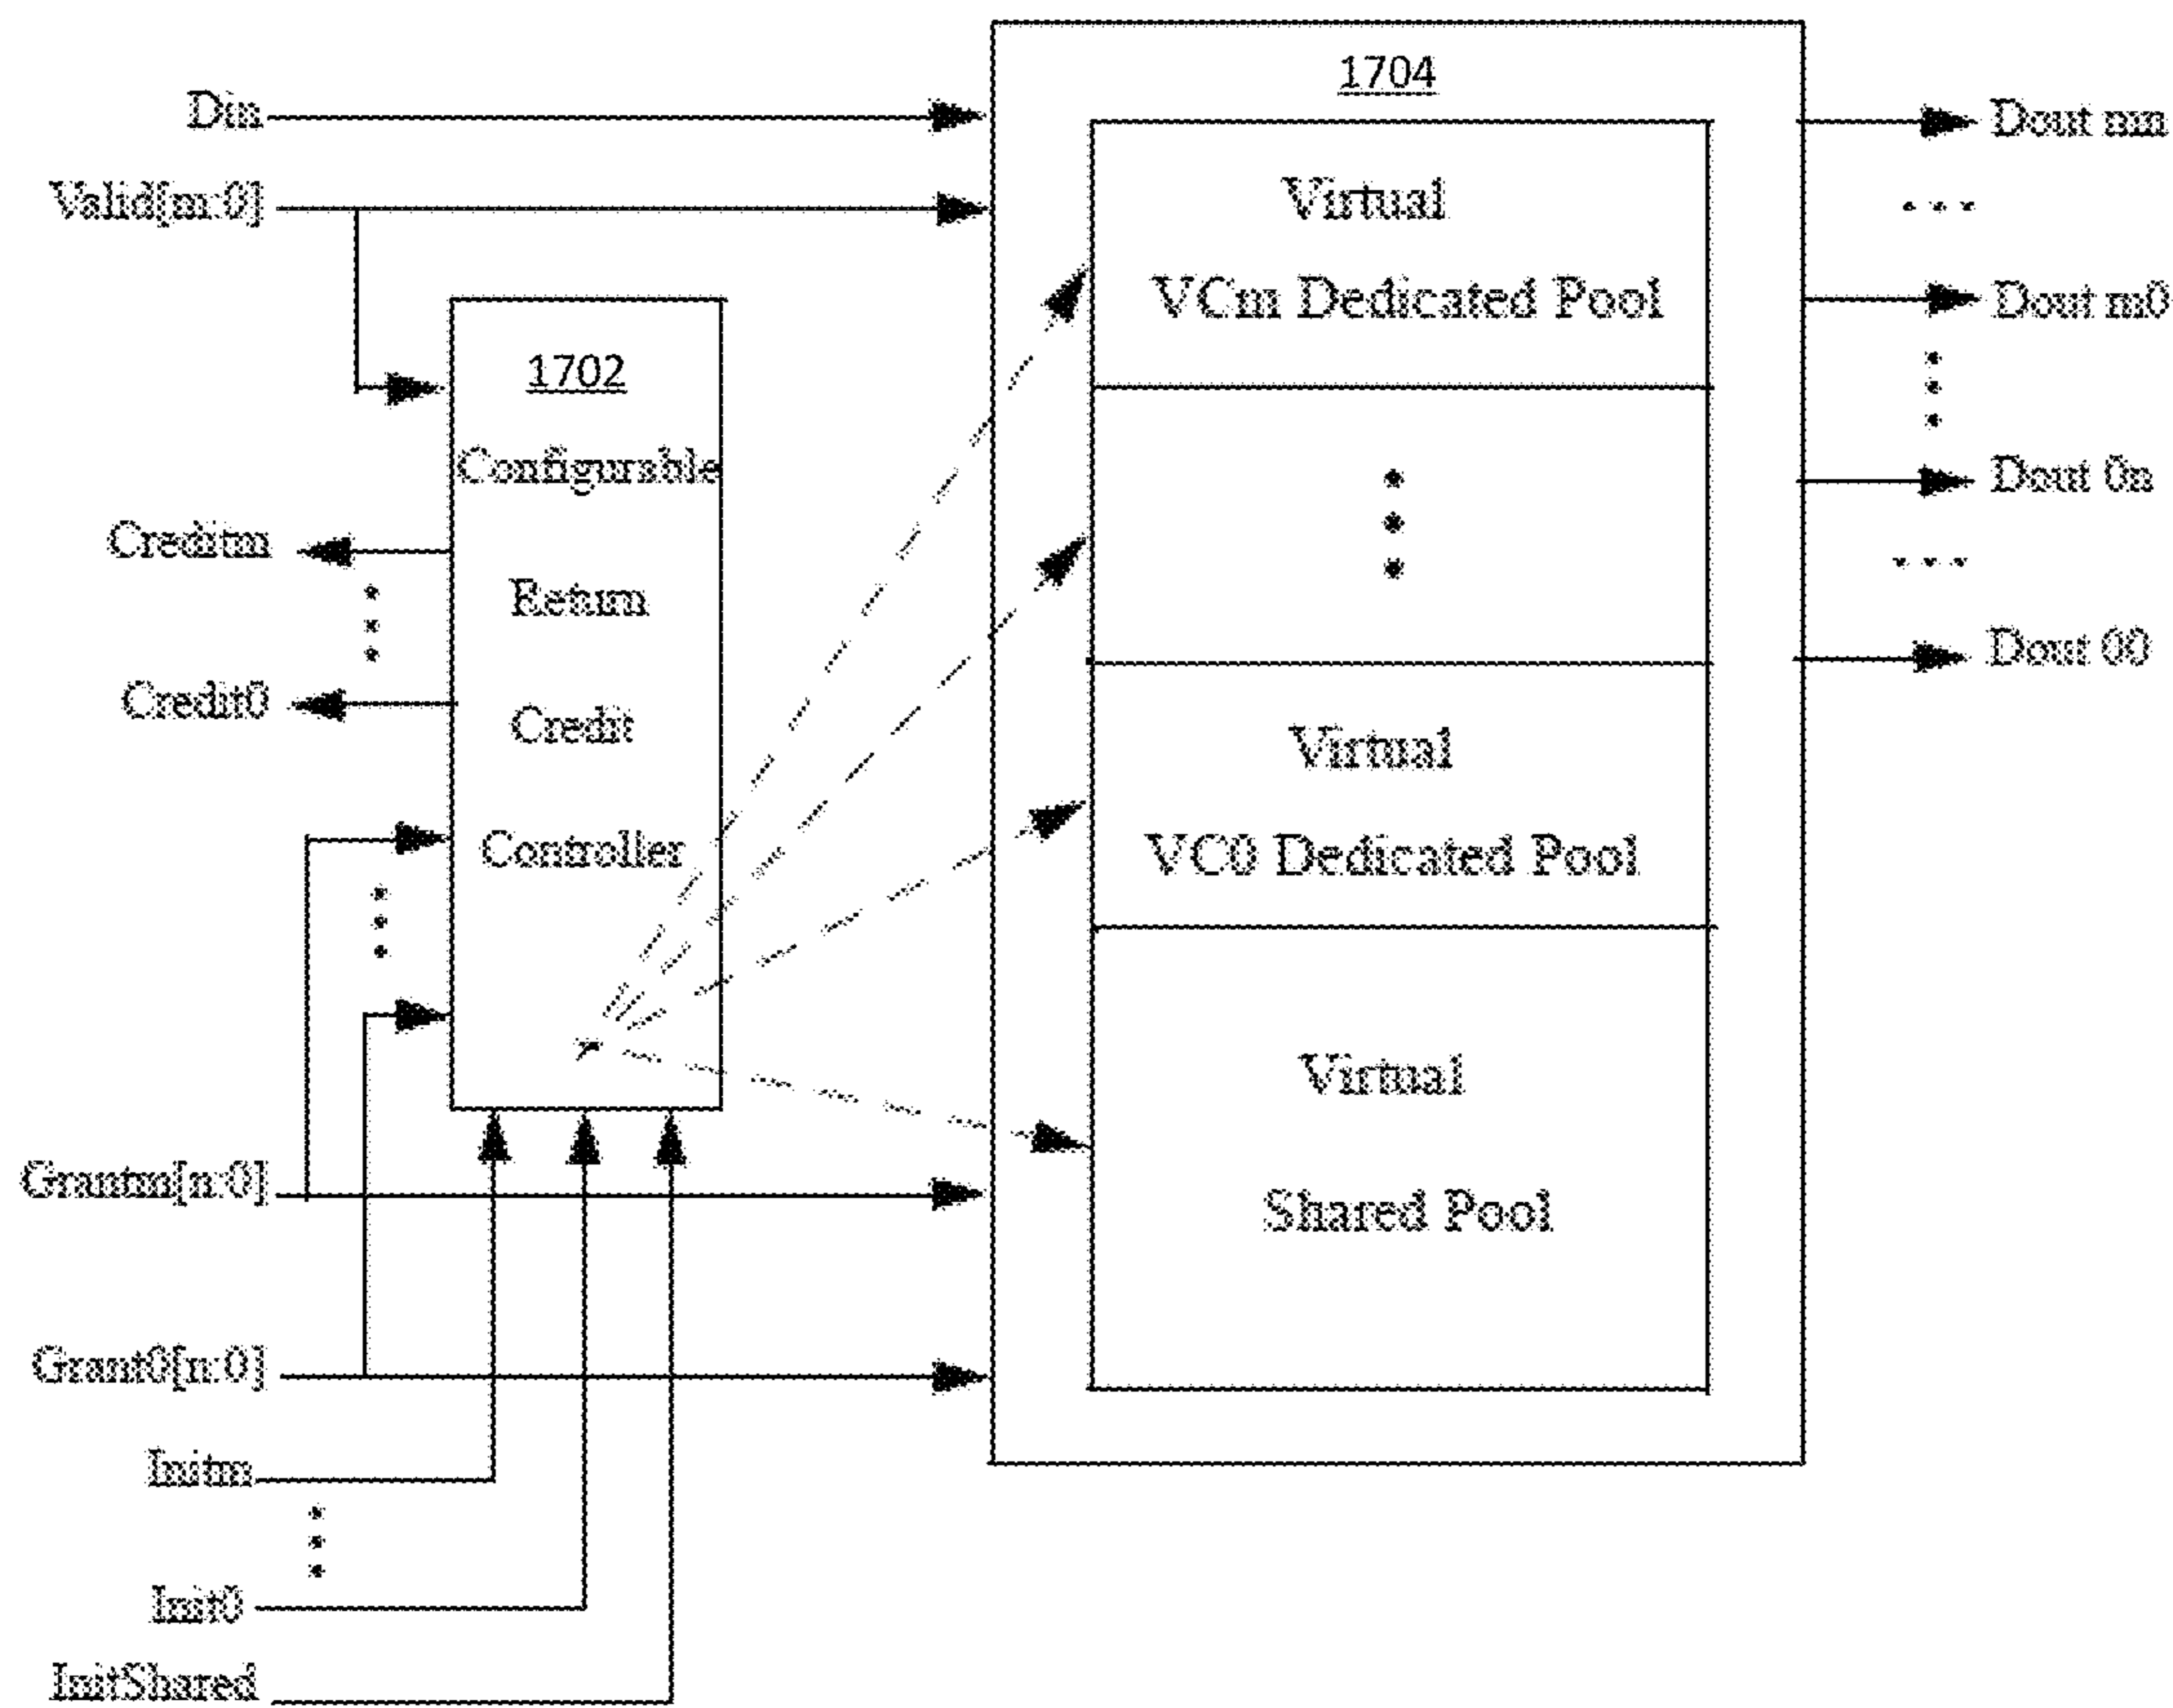 1704
Din
Dout mn
Valid[m:0]
Virtual
VCm Dedicated Pool
Dout m0
1702
Configurable
Return
Credit
Controller
Creditm
Credit0
Dout 0n
Dout 00
Virtual
VC0 Dedicated Pool
Virtual
Shared Pool
Grantm[n:0]
Grant0[n:0]
Initm
Init0
InitShared